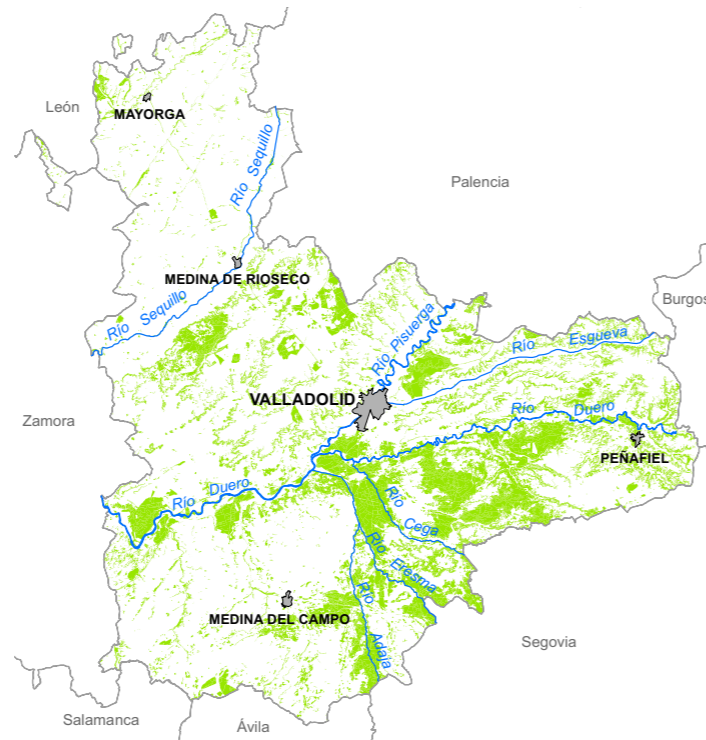 León
MAYORGA
Río Sequillo
Palencia
MEDINA DE RIOSECO
Burgos
Río Sequillo
Río Pisuerga
Río Esgueva
VALLADOLID
Zamora
Río Duero
PEÑAFIEL
Río Duero
Río Cega
Río Eresma
MEDINA DEL CAMPO
Río Adaja
Segovia
Salamanca
Ávila